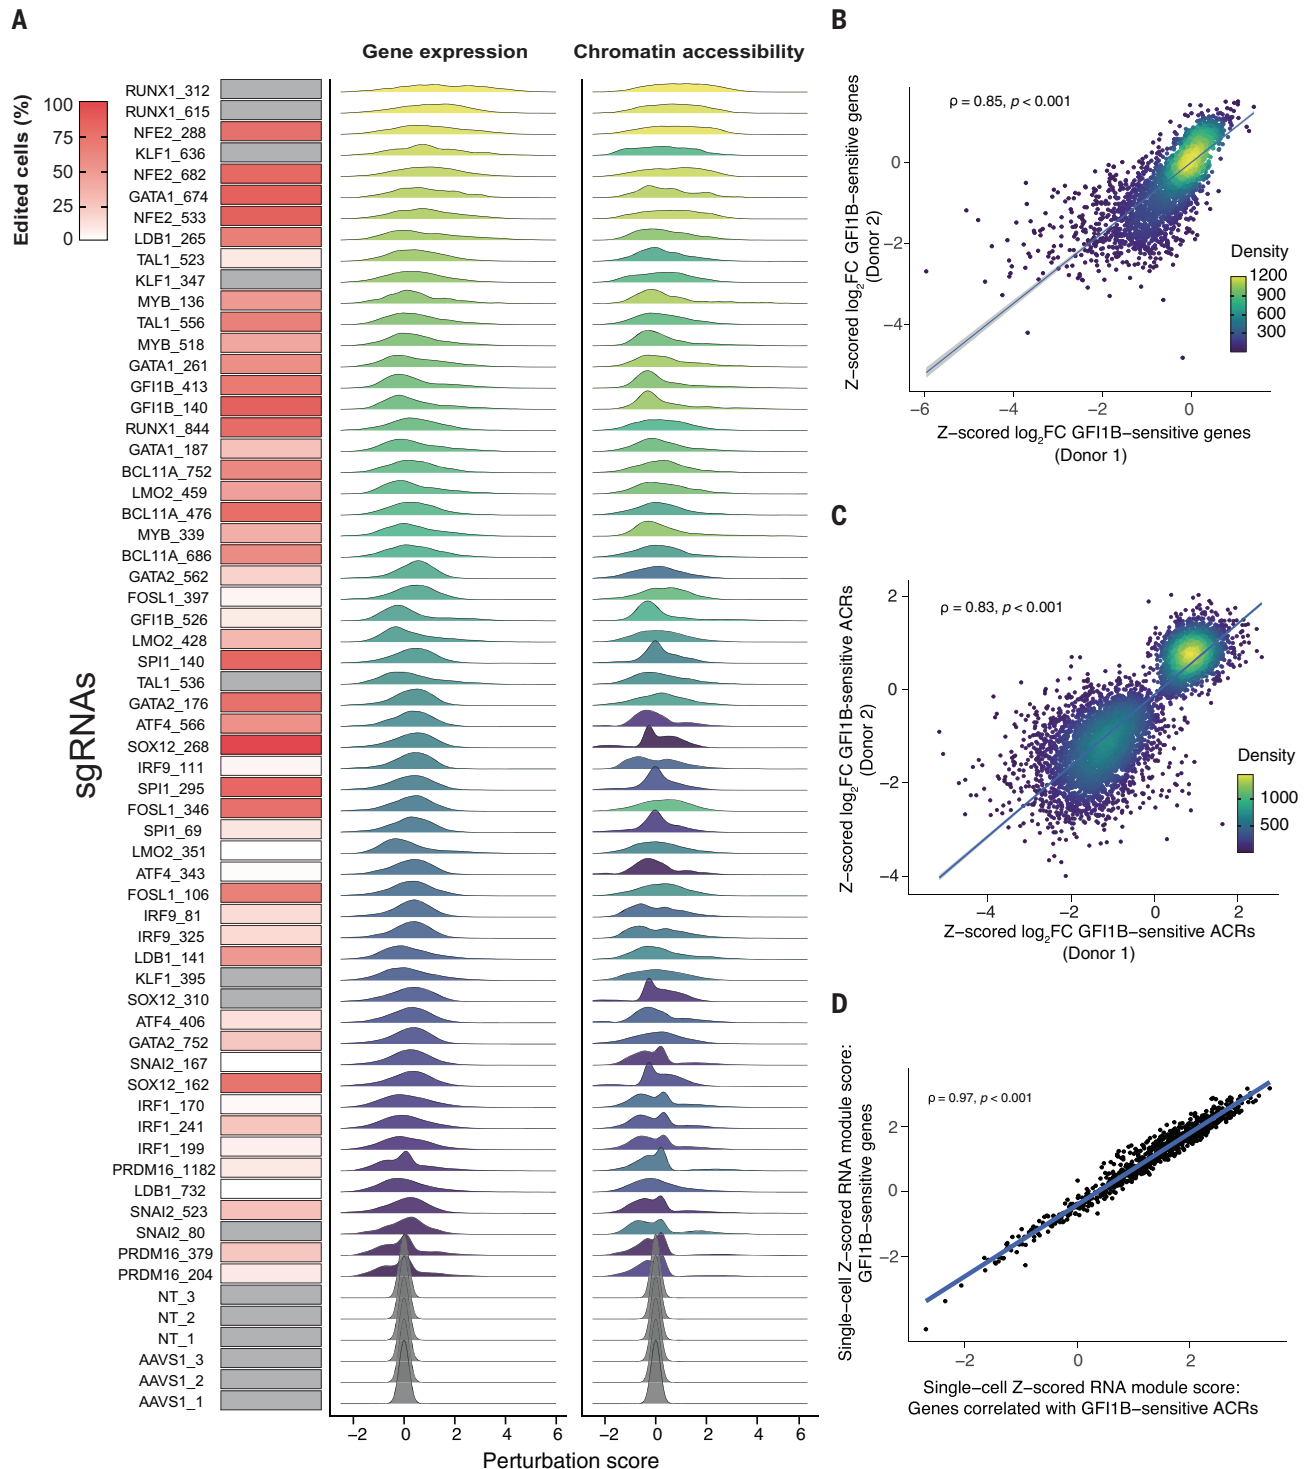 A
Gene expression
Chromatin accessibility
Edited cells (%)
100
75
50
25
0
sgRNAs
RUNX1_312
RUNX1_615
NFE2_288
KLF1_636
NFE2_682
GATA1_674
NFE2_533
LDB1_265
TAL1_523
KLF1_347
MYB_136
TAL1_556
MYB_518
GATA1_261
GFI1B_413
GFI1B_140
RUNX1_844
GATA1_187
BCL11A_752
LMO2_459
BCL11A_476
MYB_339
BCL11A_686
GATA2_562
FOSL1_397
GFI1B_526
LMO2_428
SPI1_140
TAL1_536
GATA2_176
ATF4_566
SOX12_268
IRF9_111
SPI1_295
FOSL1_346
SPI1_69
LMO2_351
ATF4_343
FOSL1_106
IRF9_81
IRF9_325
LDB1_141
KLF1_395
SOX12_310
ATF4_406
GATA2_752
SNAI2_167
SOX12_162
IRF1_170
IRF1_241
IRF1_199
PRDM16_1182
LDB1_732
SNAI2_523
SNAI2_80
PRDM16_379
PRDM16_204
NT_3
NT_2
NT_1
AAVS1_3
AAVS1_2
AAVS1_1
−2 0 2 4 6
−2 0 2 4 6
Perturbation score
B
ρ = 0.85, p < 0.001
Z−scored log2FC GFI1B−sensitive genes
(Donor 2)
0
−2
−4
Density
1200
900
600
300
−6 −4 −2 0
Z−scored log2FC GFI1B−sensitive genes
(Donor 1)
C
ρ = 0.83, p < 0.001
Z−scored log2FC GFI1B-sensitive ACRs
(Donor 2)
2
0
−2
−4
Density
1000
500
−4 −2 0 2
Z−scored log2FC GFI1B−sensitive ACRs
(Donor 1)
D
ρ = 0.97, p < 0.001
Single−cell Z−scored RNA module score:
GFI1B−sensitive genes
2
0
−2
−2 0 2
Single−cell Z−scored RNA module score:
Genes correlated with GFI1B−sensitive ACRs